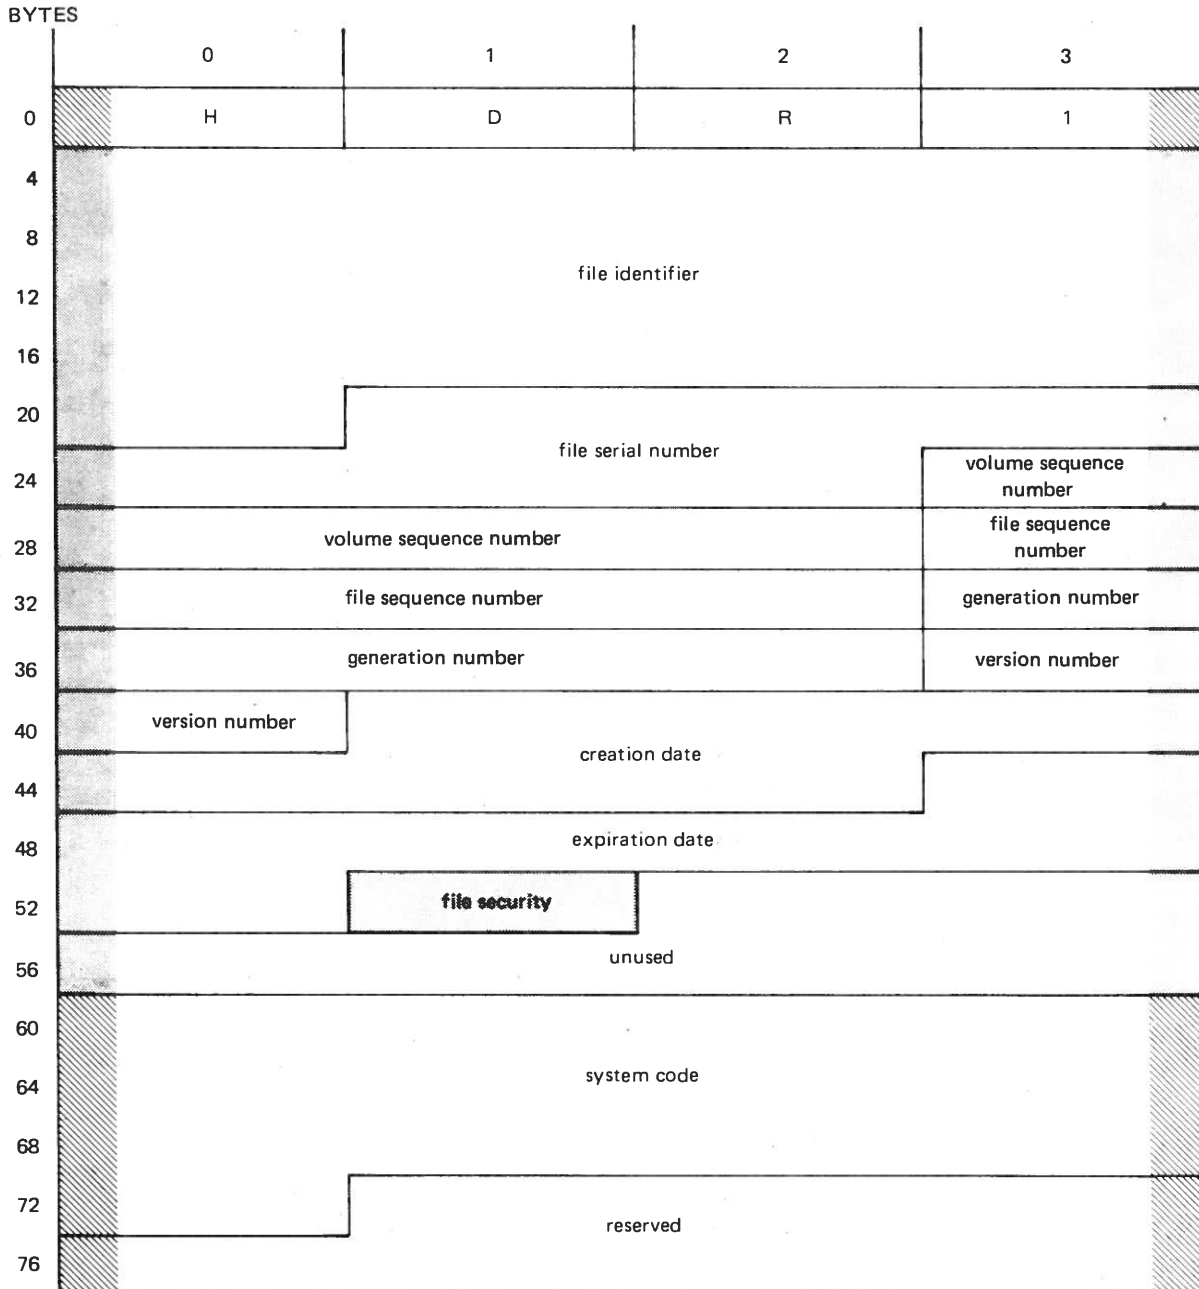 BYTES
0 1 2 3
0 H D R 1
4
8
file identifier
12
16
20
file serial number
24 volume sequence
number
28 volume sequence number file sequence
number
32 file sequence number generation number
36 generation number version number
40 version number
creation date
44
48 expiration date
52 file security
56 unused
60
64 system code
68
72
reserved
76